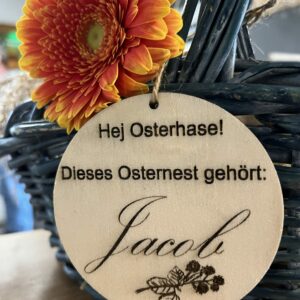 Hej Osterhase!
Dieses Osternest gehört:
Jacob